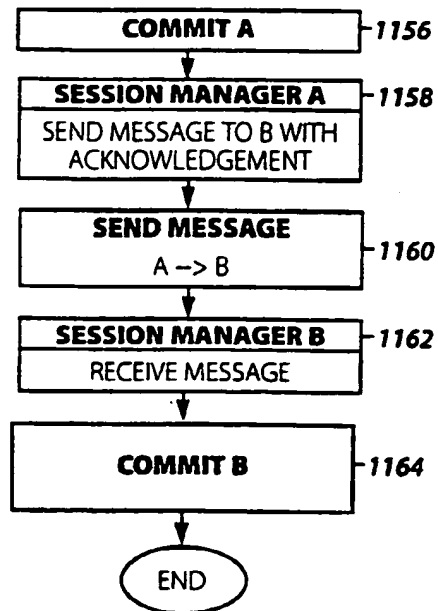 COMMIT A
1156
SESSION MANAGER A
1158
SEND MESSAGE TO B WITH
ACKNOWLEDGEMENT
SEND MESSAGE
A --> B
1160
SESSION MANAGER B
1162
RECEIVE MESSAGE
COMMIT B
1164
END